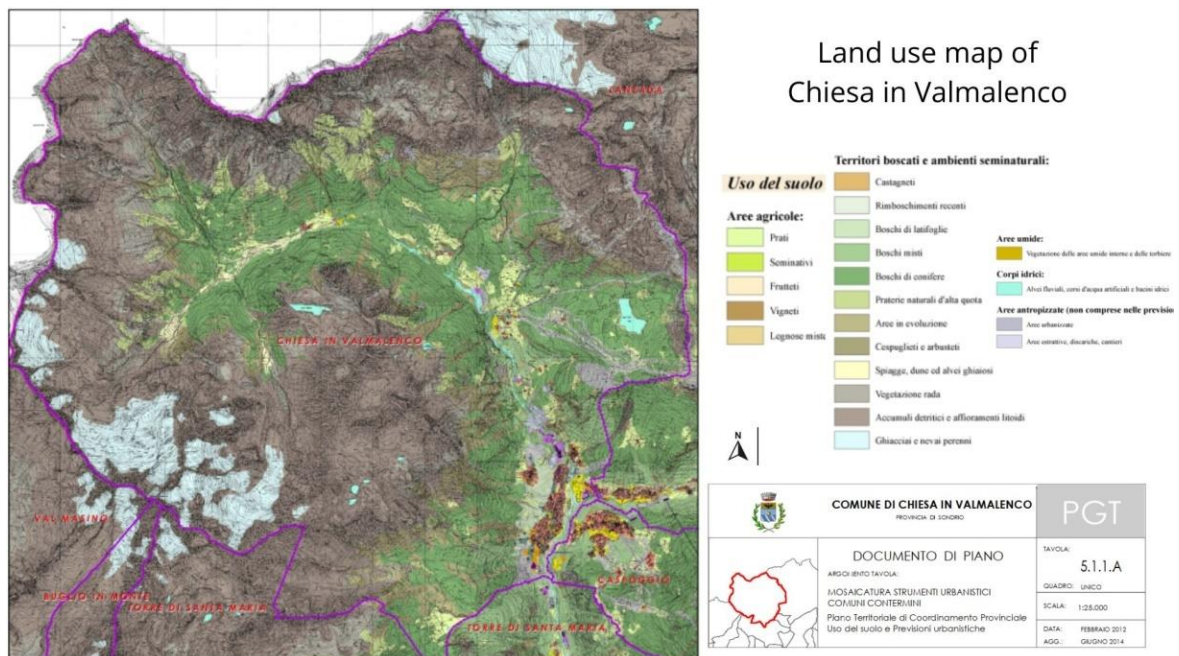 Land use map of
Chiesa in Valmalenco
LANZADA
CHIESA IN VALMALENCO
VAL MASINO
BUGLIO IN MONTE
TORRE DI SANTA MARIA
CASPOGGIO
TORRE DI SANTA MARIA
Uso del suolo
Aree agricole:
Prati
Seminativi
Frutteti
Vigneti
Legnose miste
Territori boscati e ambienti seminaturali:
Castagneti
Rimboschimenti recenti
Boschi di latifoglie
Boschi misti
Boschi di conifere
Praterie naturali d'alta quota
Aree in evoluzione
Cespuglieti e arbusteti
Spiagge, dune ed alvei ghiaiosi
Vegetazione rada
Accumuli detritici e affioramenti litoidi
Ghiacciai e nevai perenni
Aree umide:
Vegetazione delle aree umide interne e delle torbiere
Corpi idrici:
Alvei fluviali, corsi d'acqua artificiali e bacini idrici
Aree antropizzate (non comprese nelle previsio
Aree urbanizzate
Aree estrattive, discariche, cantieri
N
COMUNE DI CHIESA IN VALMALENCO
PROVINCIA DI SONDRIO
PGT
DOCUMENTO DI PIANO
ARGOMENTO TAVOLA:
MOSAICATURA STRUMENTI URBANISTICI
COMUNI CONTERMINI
Piano Territoriale di Coordinamento Provinciale
Uso del suolo e Previsioni urbanistiche
TAVOLA:
5.1.1.A
QUADRO: UNICO
SCALA: 1:25.000
DATA: FEBBRAIO 2012
AGG.: GIUGNO 2014